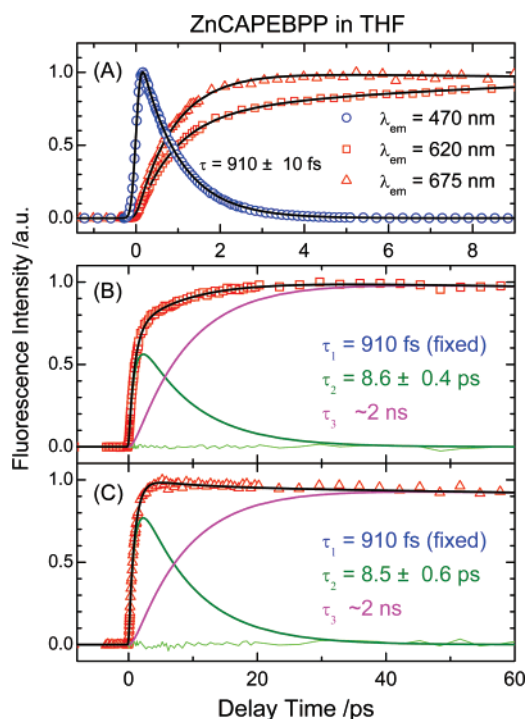 ZnCAPEBPP in THF
Fluorescence Intensity /a.u.
(A)
1.0
0.5
0.0
τ = 910 ± 10 fs
λem = 470 nm
λem = 620 nm
λem = 675 nm
0 2 4 6 8
(B)
1.0
0.5
0.0
τ1 = 910 fs (fixed)
τ2 = 8.6 ± 0.4 ps
τ3 ~2 ns
(C)
1.0
0.5
0.0
τ1 = 910 fs (fixed)
τ2 = 8.5 ± 0.6 ps
τ3 ~2 ns
0 20 40 60
Delay Time /ps